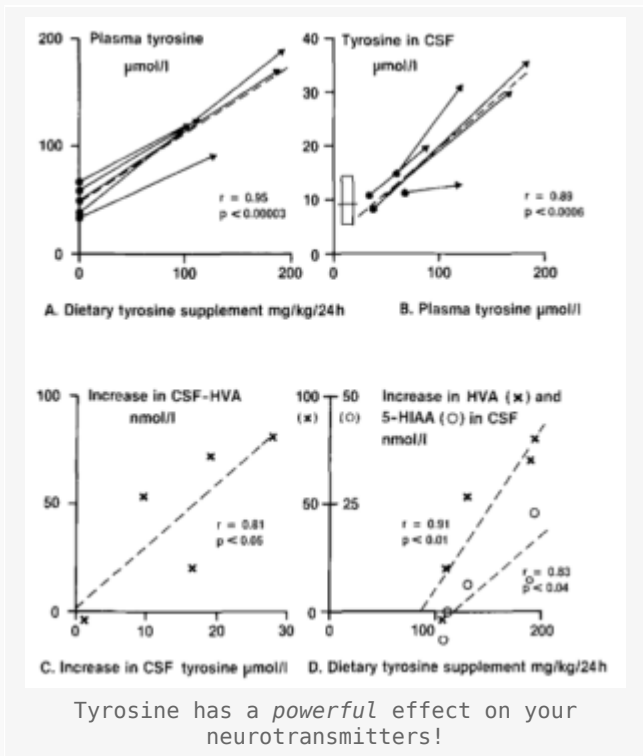 200
Plasma tyrosine
µmol/l
100
0
r = 0.95
p < 0.00003
0
100
200
A. Dietary tyrosine supplement mg/kg/24h
40
Tyrosine in CSF
µmol/l
30
20
10
0
r = 0.89
p < 0.0006
0
100
200
B. Plasma tyrosine µmol/l
100
Increase in CSF-HVA
nmol/l
50
0
r = 0.81
p < 0.05
0
10
20
30
C. Increase in CSF tyrosine µmol/l
100
50
Increase in HVA (x) and
(x)
(O)
5-HIAA (O) in CSF
nmol/l
50
25
0
0
r = 0.91
p < 0.01
r = 0.83
p < 0.04
100
200
D. Dietary tyrosine supplement mg/kg/24h
Tyrosine has a powerful effect on your
neurotransmitters!